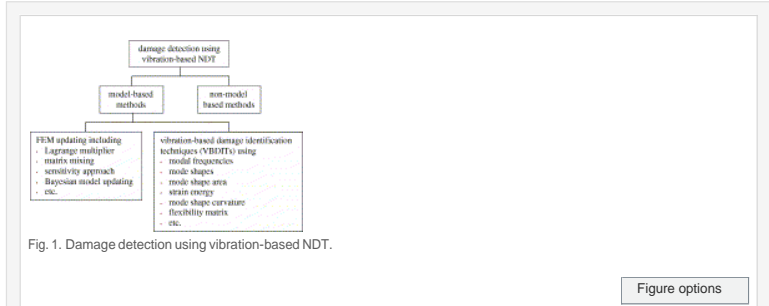 damage detection using
vibration-based NDT
model-based
methods
non-model
based methods
FEM updating including
- Lagrange multiplier
- matrix mixing
- sensitivity approach
- Bayesian model updating
- etc.
vibration-based damage identification
techniques (VBDITs) using
- modal frequencies
- mode shapes
- mode shape area
- strain energy
- mode shape curvature
- flexibility matrix
- etc.
Fig. 1. Damage detection using vibration-based NDT.
Figure options